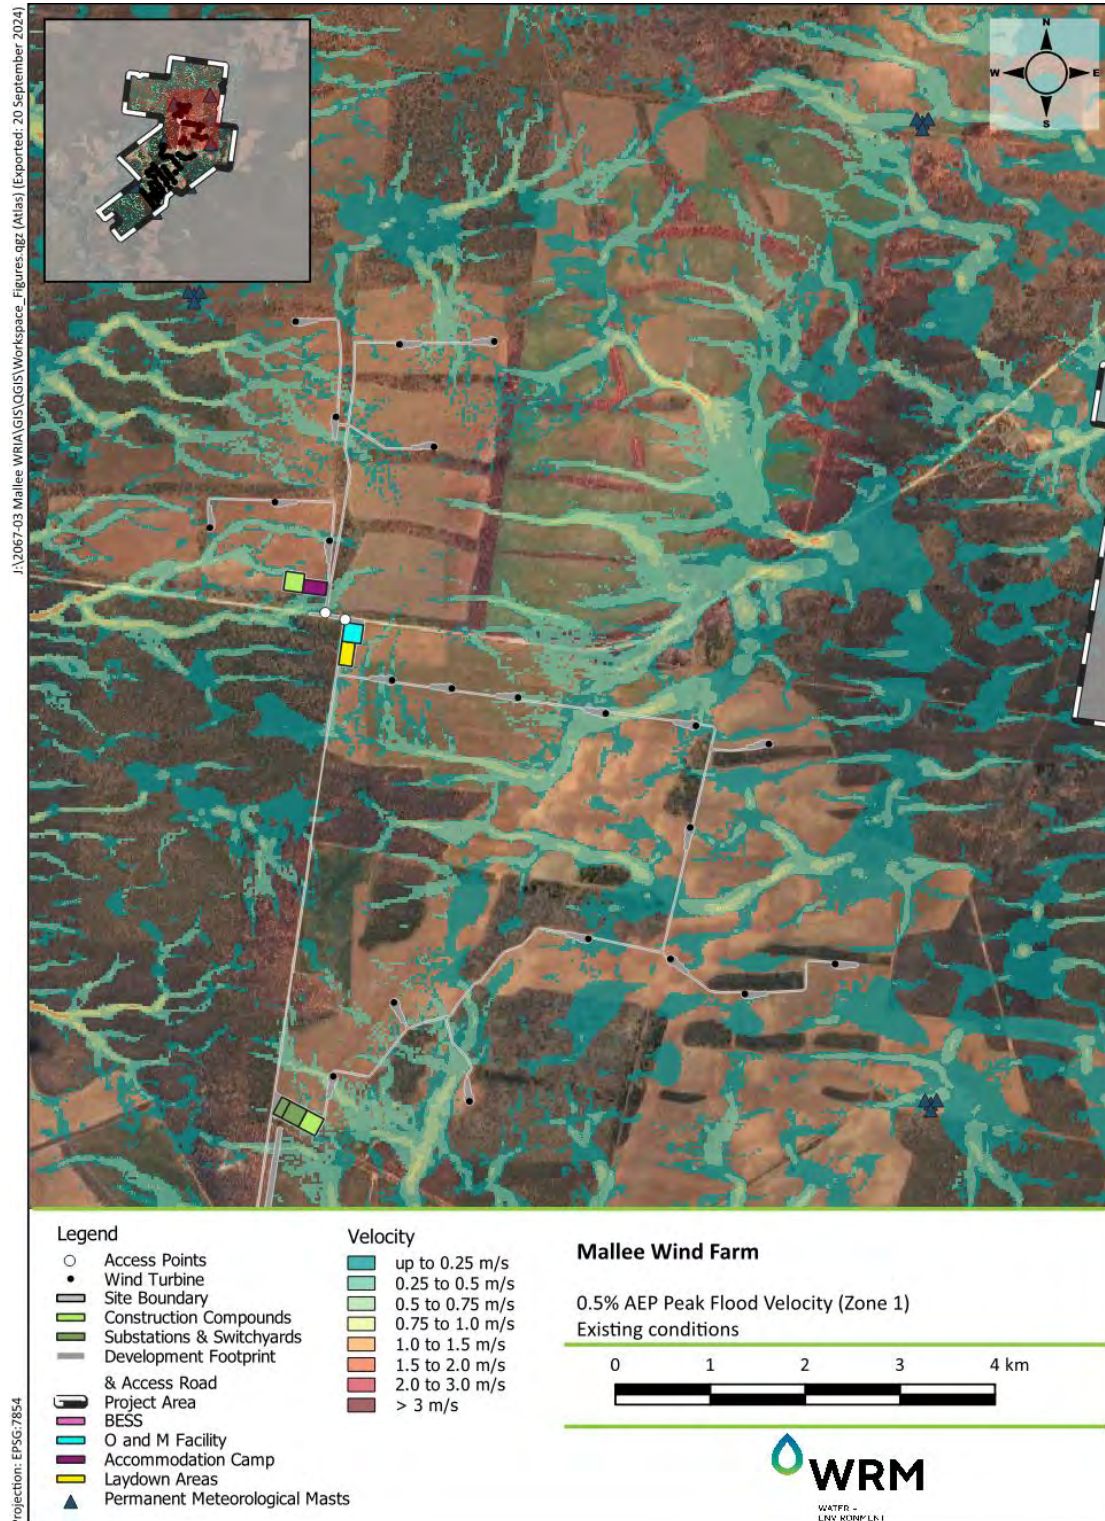 J:\2067-03 Mallee WRIA\GIS\QGIS\Workspace_Figures.qgz (Atlas) (Exported: 20 September 2024)
N
W E
S
Legend
Access Points
Wind Turbine
Site Boundary
Construction Compounds
Substations & Switchyards
Development Footprint
& Access Road
Project Area
BESS
O and M Facility
Accommodation Camp
Laydown Areas
Permanent Meteorological Masts
Velocity
up to 0.25 m/s
0.25 to 0.5 m/s
0.5 to 0.75 m/s
0.75 to 1.0 m/s
1.0 to 1.5 m/s
1.5 to 2.0 m/s
2.0 to 3.0 m/s
> 3 m/s
Mallee Wind Farm
0.5% AEP Peak Flood Velocity (Zone 1)
Existing conditions
0 1 2 3 4 km
WRM
WATER +
ENVIRONMENT
Projection: EPSG:7854